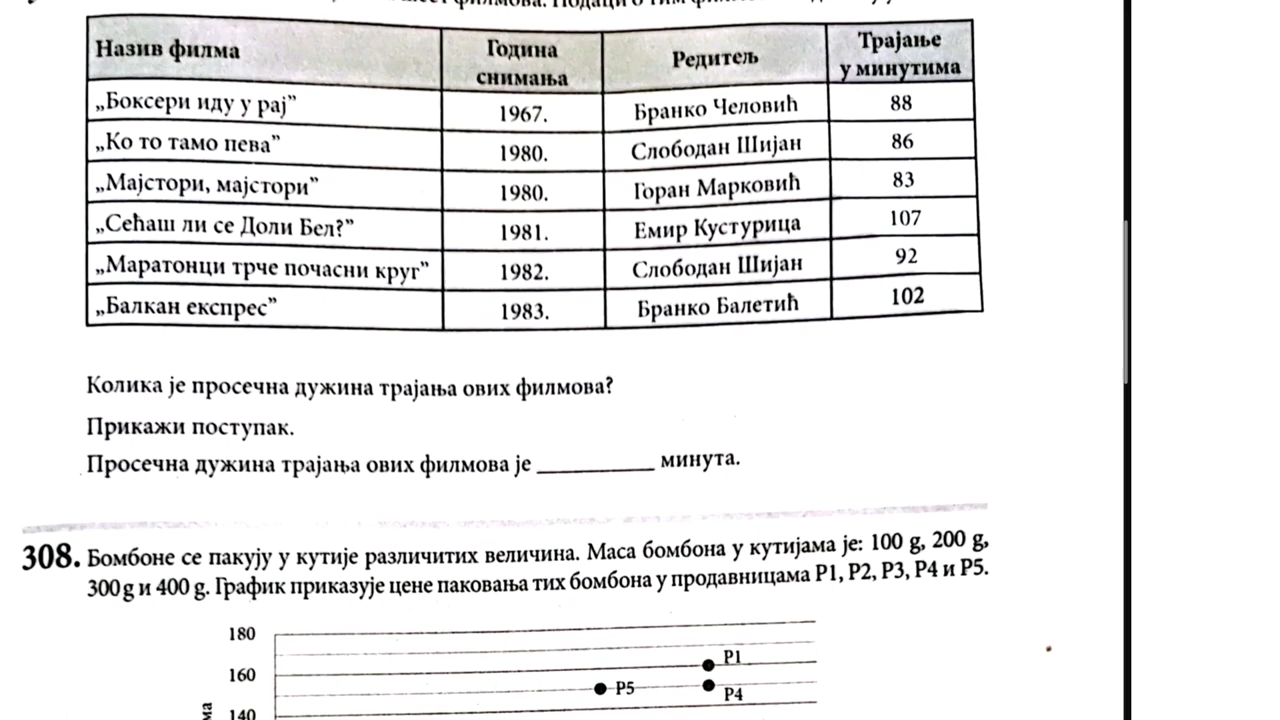 филмова. Подаци о тим
Назив филма Година снимања Редитељ Трајање у минутима
„Боксери иду у рај” 1967. Бранко Человић 88
„Ко то тамо пева” 1980. Слободан Шијан 86
„Мајстори, мајстори” 1980. Горан Марковић 83
„Сећаш ли се Доли Бел?” 1981. Емир Кустурица 107
„Маратонци трче почасни круг” 1982. Слободан Шијан 92
„Балкан експрес” 1983. Бранко Балетић 102
Колика је просечна дужина трајања ових филмова?
Прикажи поступак.
Просечна дужина трајања ових филмова је __________ минута.
308. Бомбоне се пакују у кутије различитих величина. Маса бомбона у кутијама је: 100 g, 200 g,
300 g и 400 g. График приказује цене паковања тих бомбона у продавницама P1, P2, P3, P4 и P5.
180
P1
160
P5
P4
140